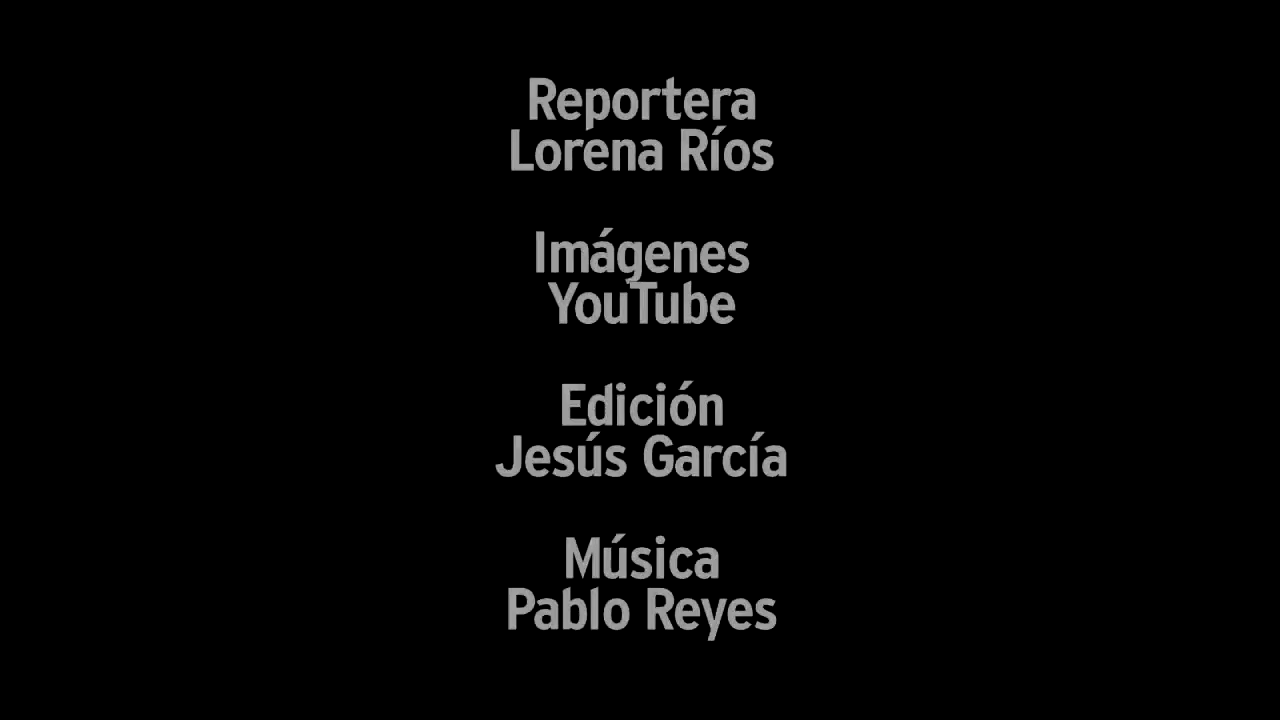 Reportera
Lorena Ríos
Imágenes
YouTube
Edición
Jesús García
Música
Pablo Reyes